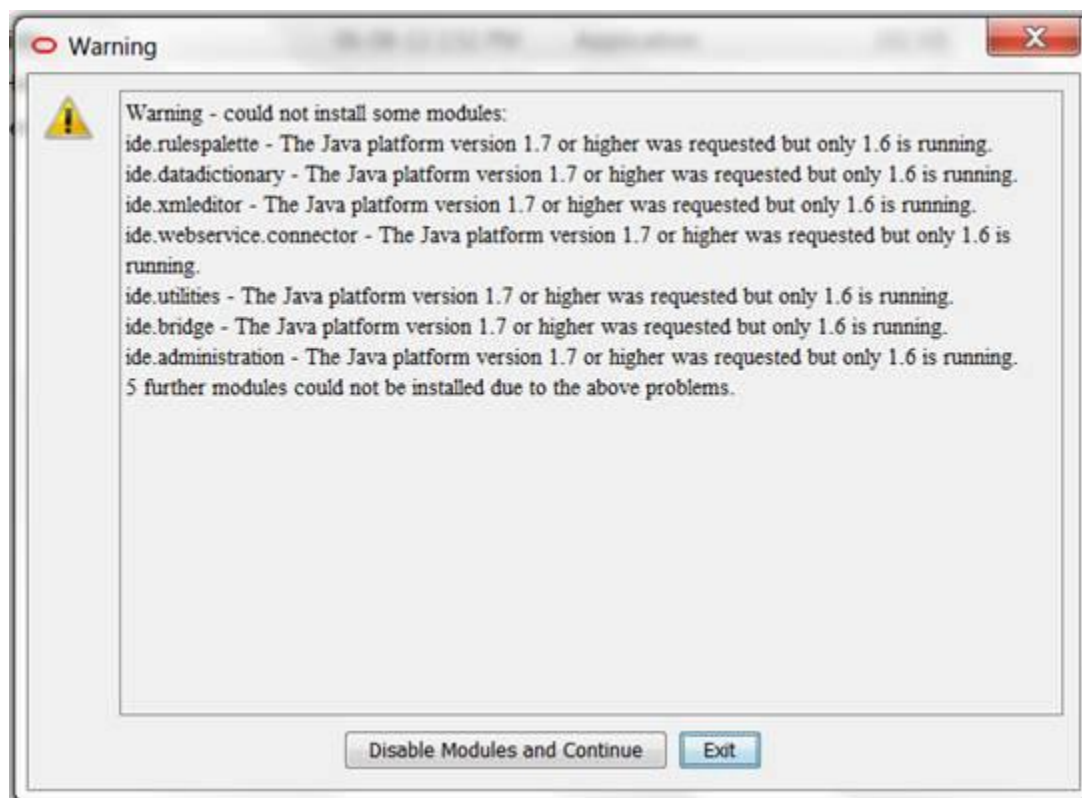 Warning
Warning - could not install some modules:
ide.rulespalette - The Java platform version 1.7 or higher was requested but only 1.6 is running.
ide.datadictionary - The Java platform version 1.7 or higher was requested but only 1.6 is running.
ide.xmleditor - The Java platform version 1.7 or higher was requested but only 1.6 is running.
ide.webservice.connector - The Java platform version 1.7 or higher was requested but only 1.6 is
running.
ide.utilities - The Java platform version 1.7 or higher was requested but only 1.6 is running.
ide.bridge - The Java platform version 1.7 or higher was requested but only 1.6 is running.
ide.administration - The Java platform version 1.7 or higher was requested but only 1.6 is running.
5 further modules could not be installed due to the above problems.
Disable Modules and Continue
Exit